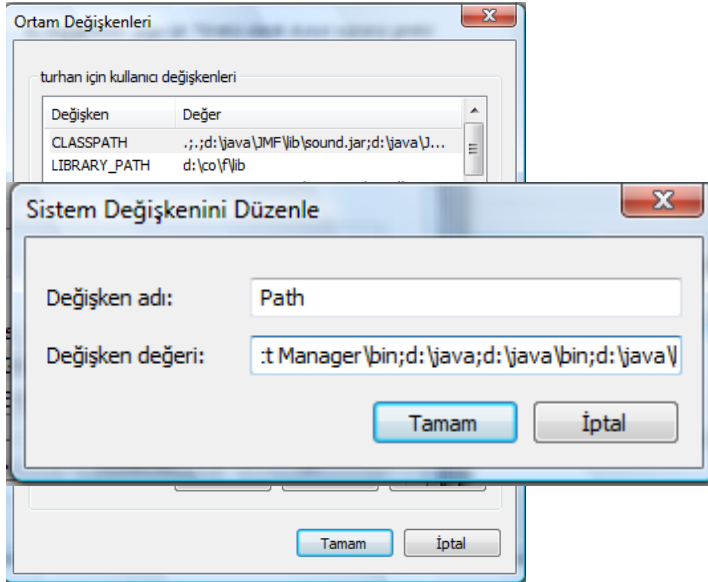 Ortam Değişkenleri
turhan için kullanıcı değişkenleri
Değişken Değer
CLASSPATH .;.;d:\java\JMF\lib\sound.jar;d:\java\J...
LIBRARY_PATH d:\co\f\lib
Sistem Değişkenini Düzenle
Değişken adı: Path
Değişken değeri: :t Manager\bin;d:\java;d:\java\bin;d:\java\
Tamam İptal
Tamam İptal